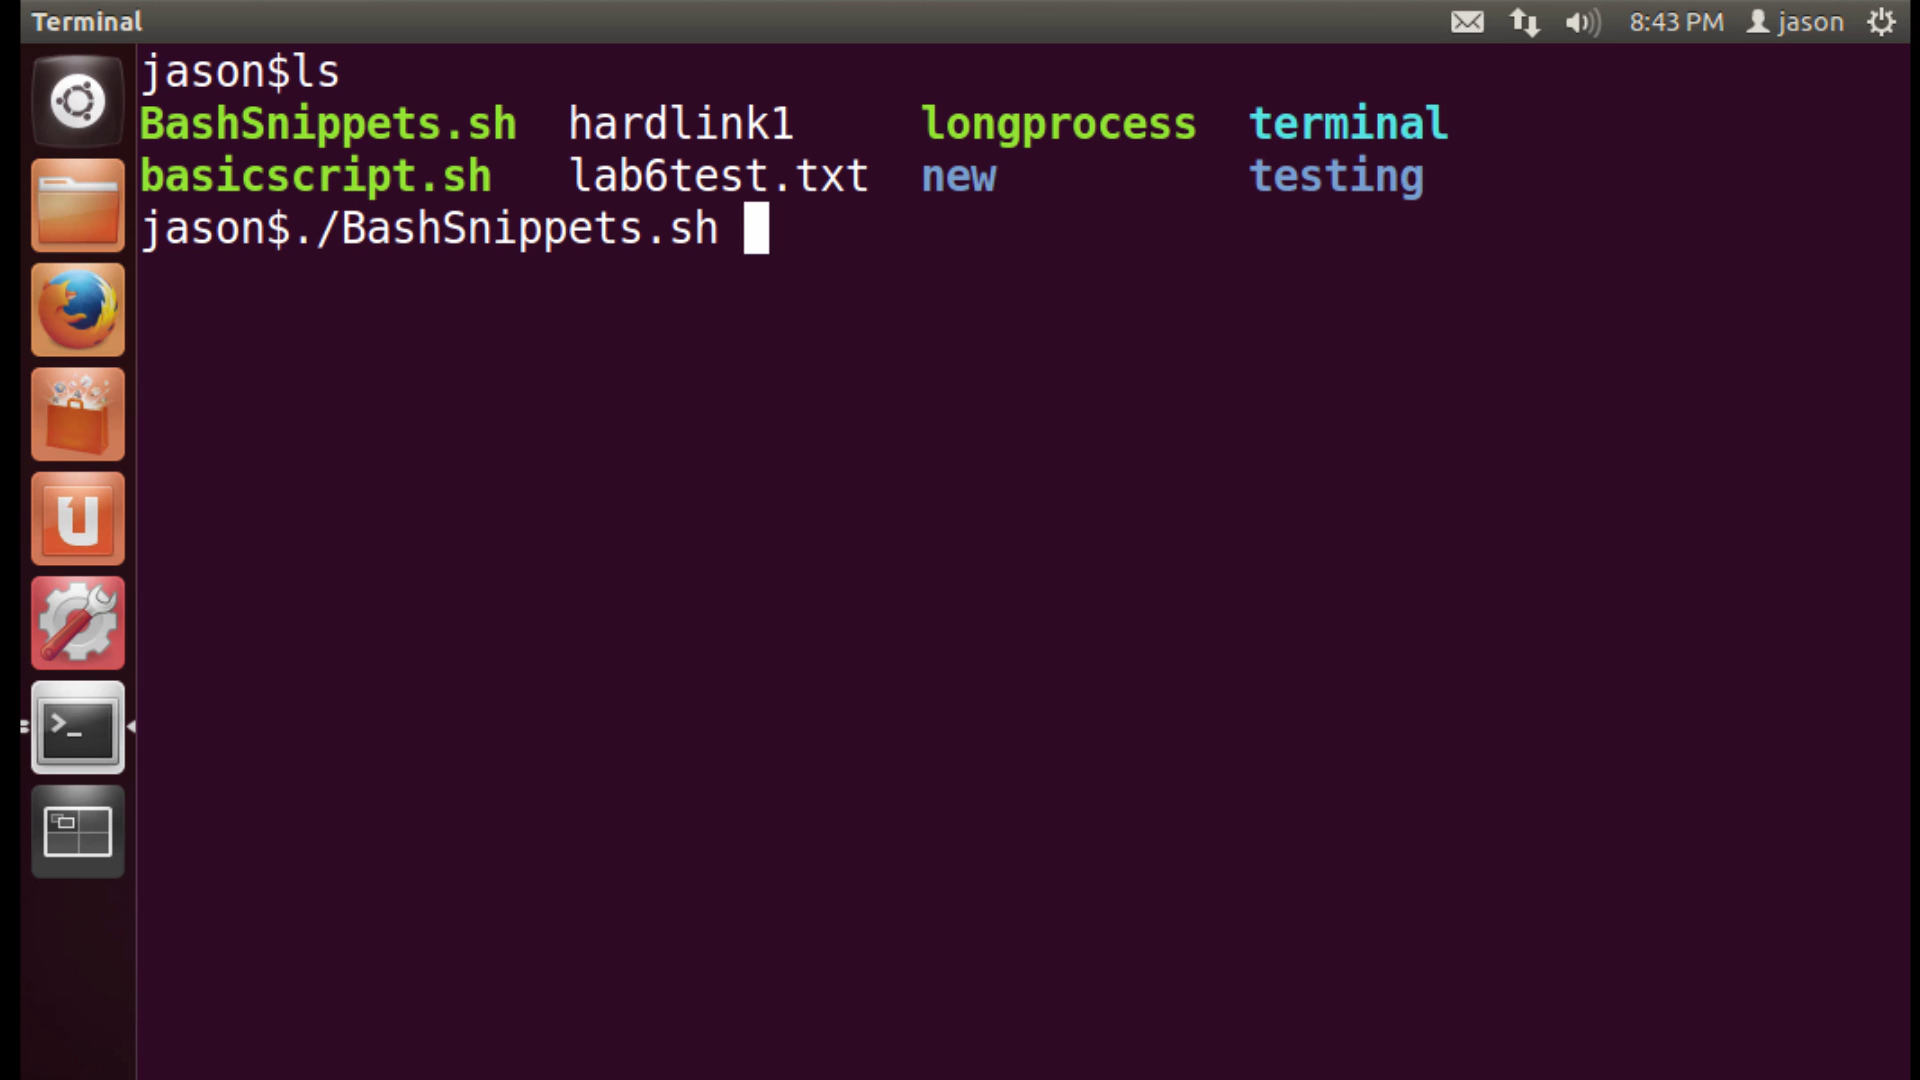 Terminal 8:43 PM jason
jason$ls
BashSnippets.sh hardlink1 longprocess terminal
basicscript.sh lab6test.txt new testing
jason$./BashSnippets.sh